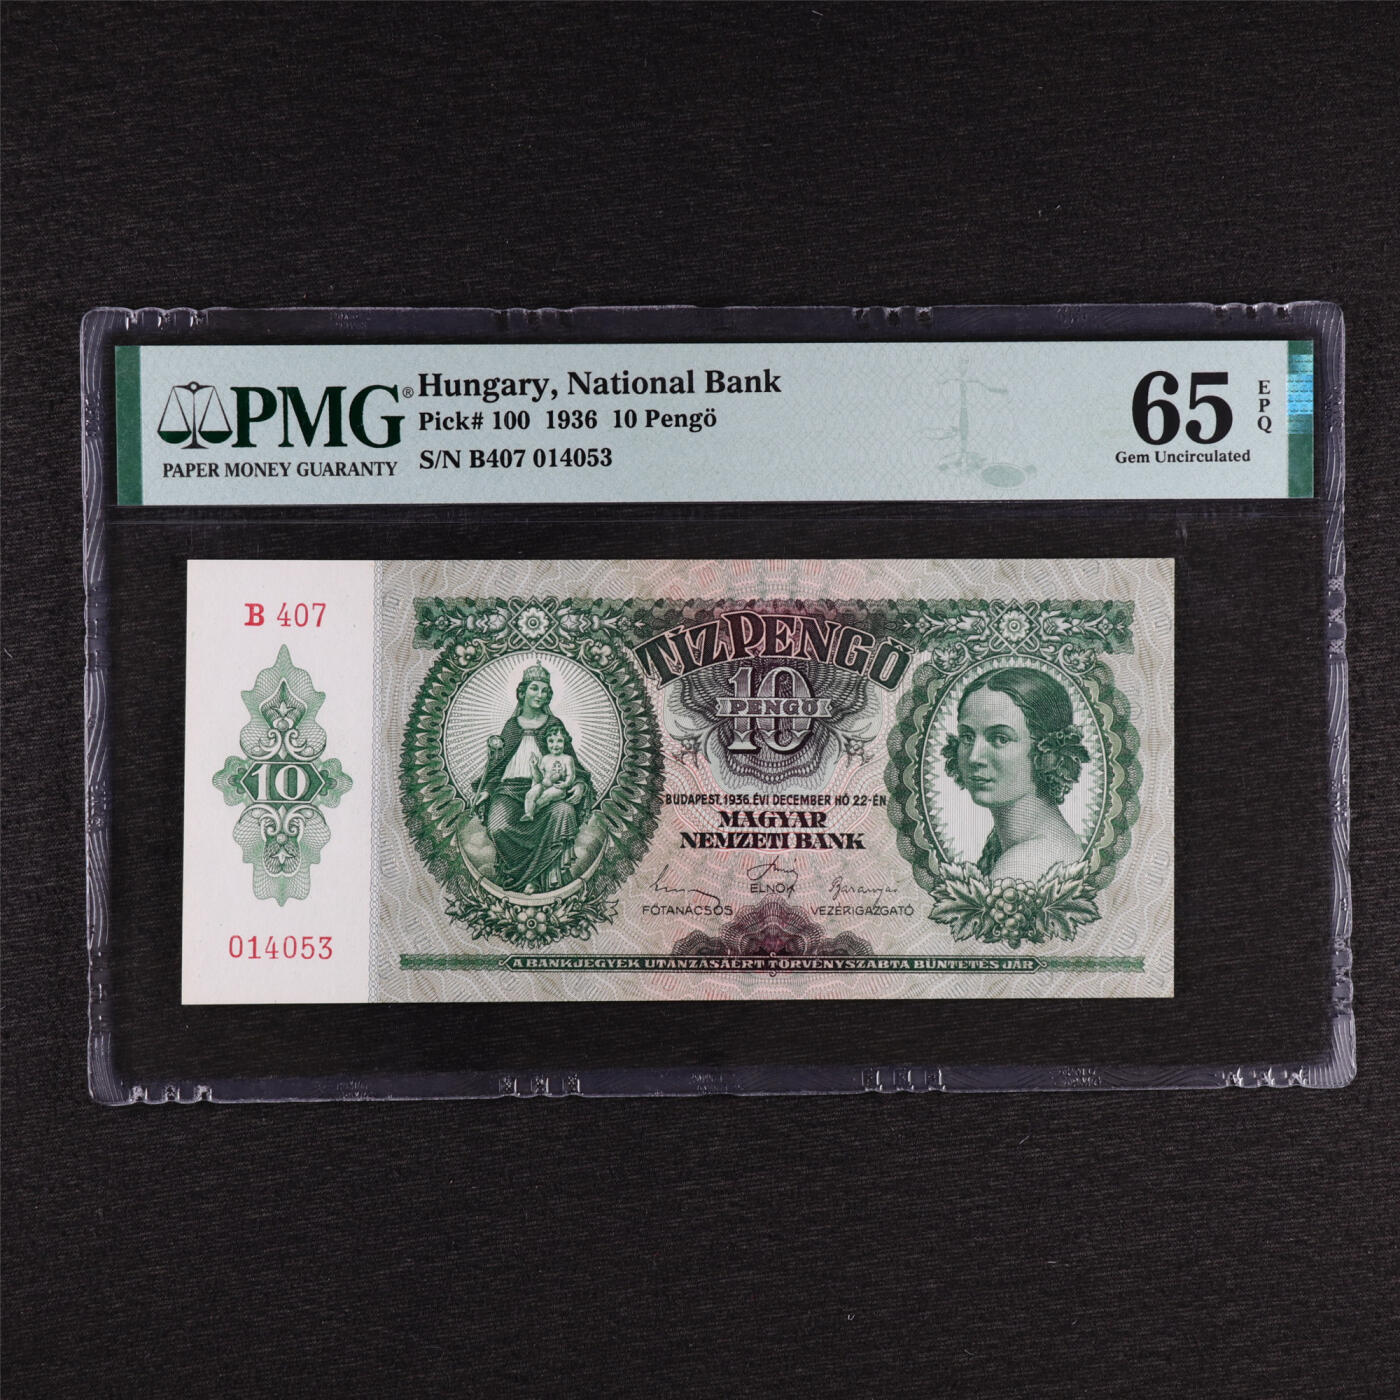 PMG®
PAPER MONEY GUARANTY
Hungary, National Bank
Pick# 100 1936 10 Pengö
S/N B407 014053
65
EPQ
Gem Uncirculated
B 407
10
014053
TÍZPENGŐ
10
PENGŐ
BUDAPEST, 1936. ÉVI DECEMBER HÓ 22-ÉN
MAGYAR
NEMZETI BANK
ELNÖK
FŐTANÁCSOS VEZÉRIGAZGATÓ
A BANKJEGYEK UTÁNZÁSÁÉRT TÖRVÉNYSZABTA BÜNTETÉS JÁR